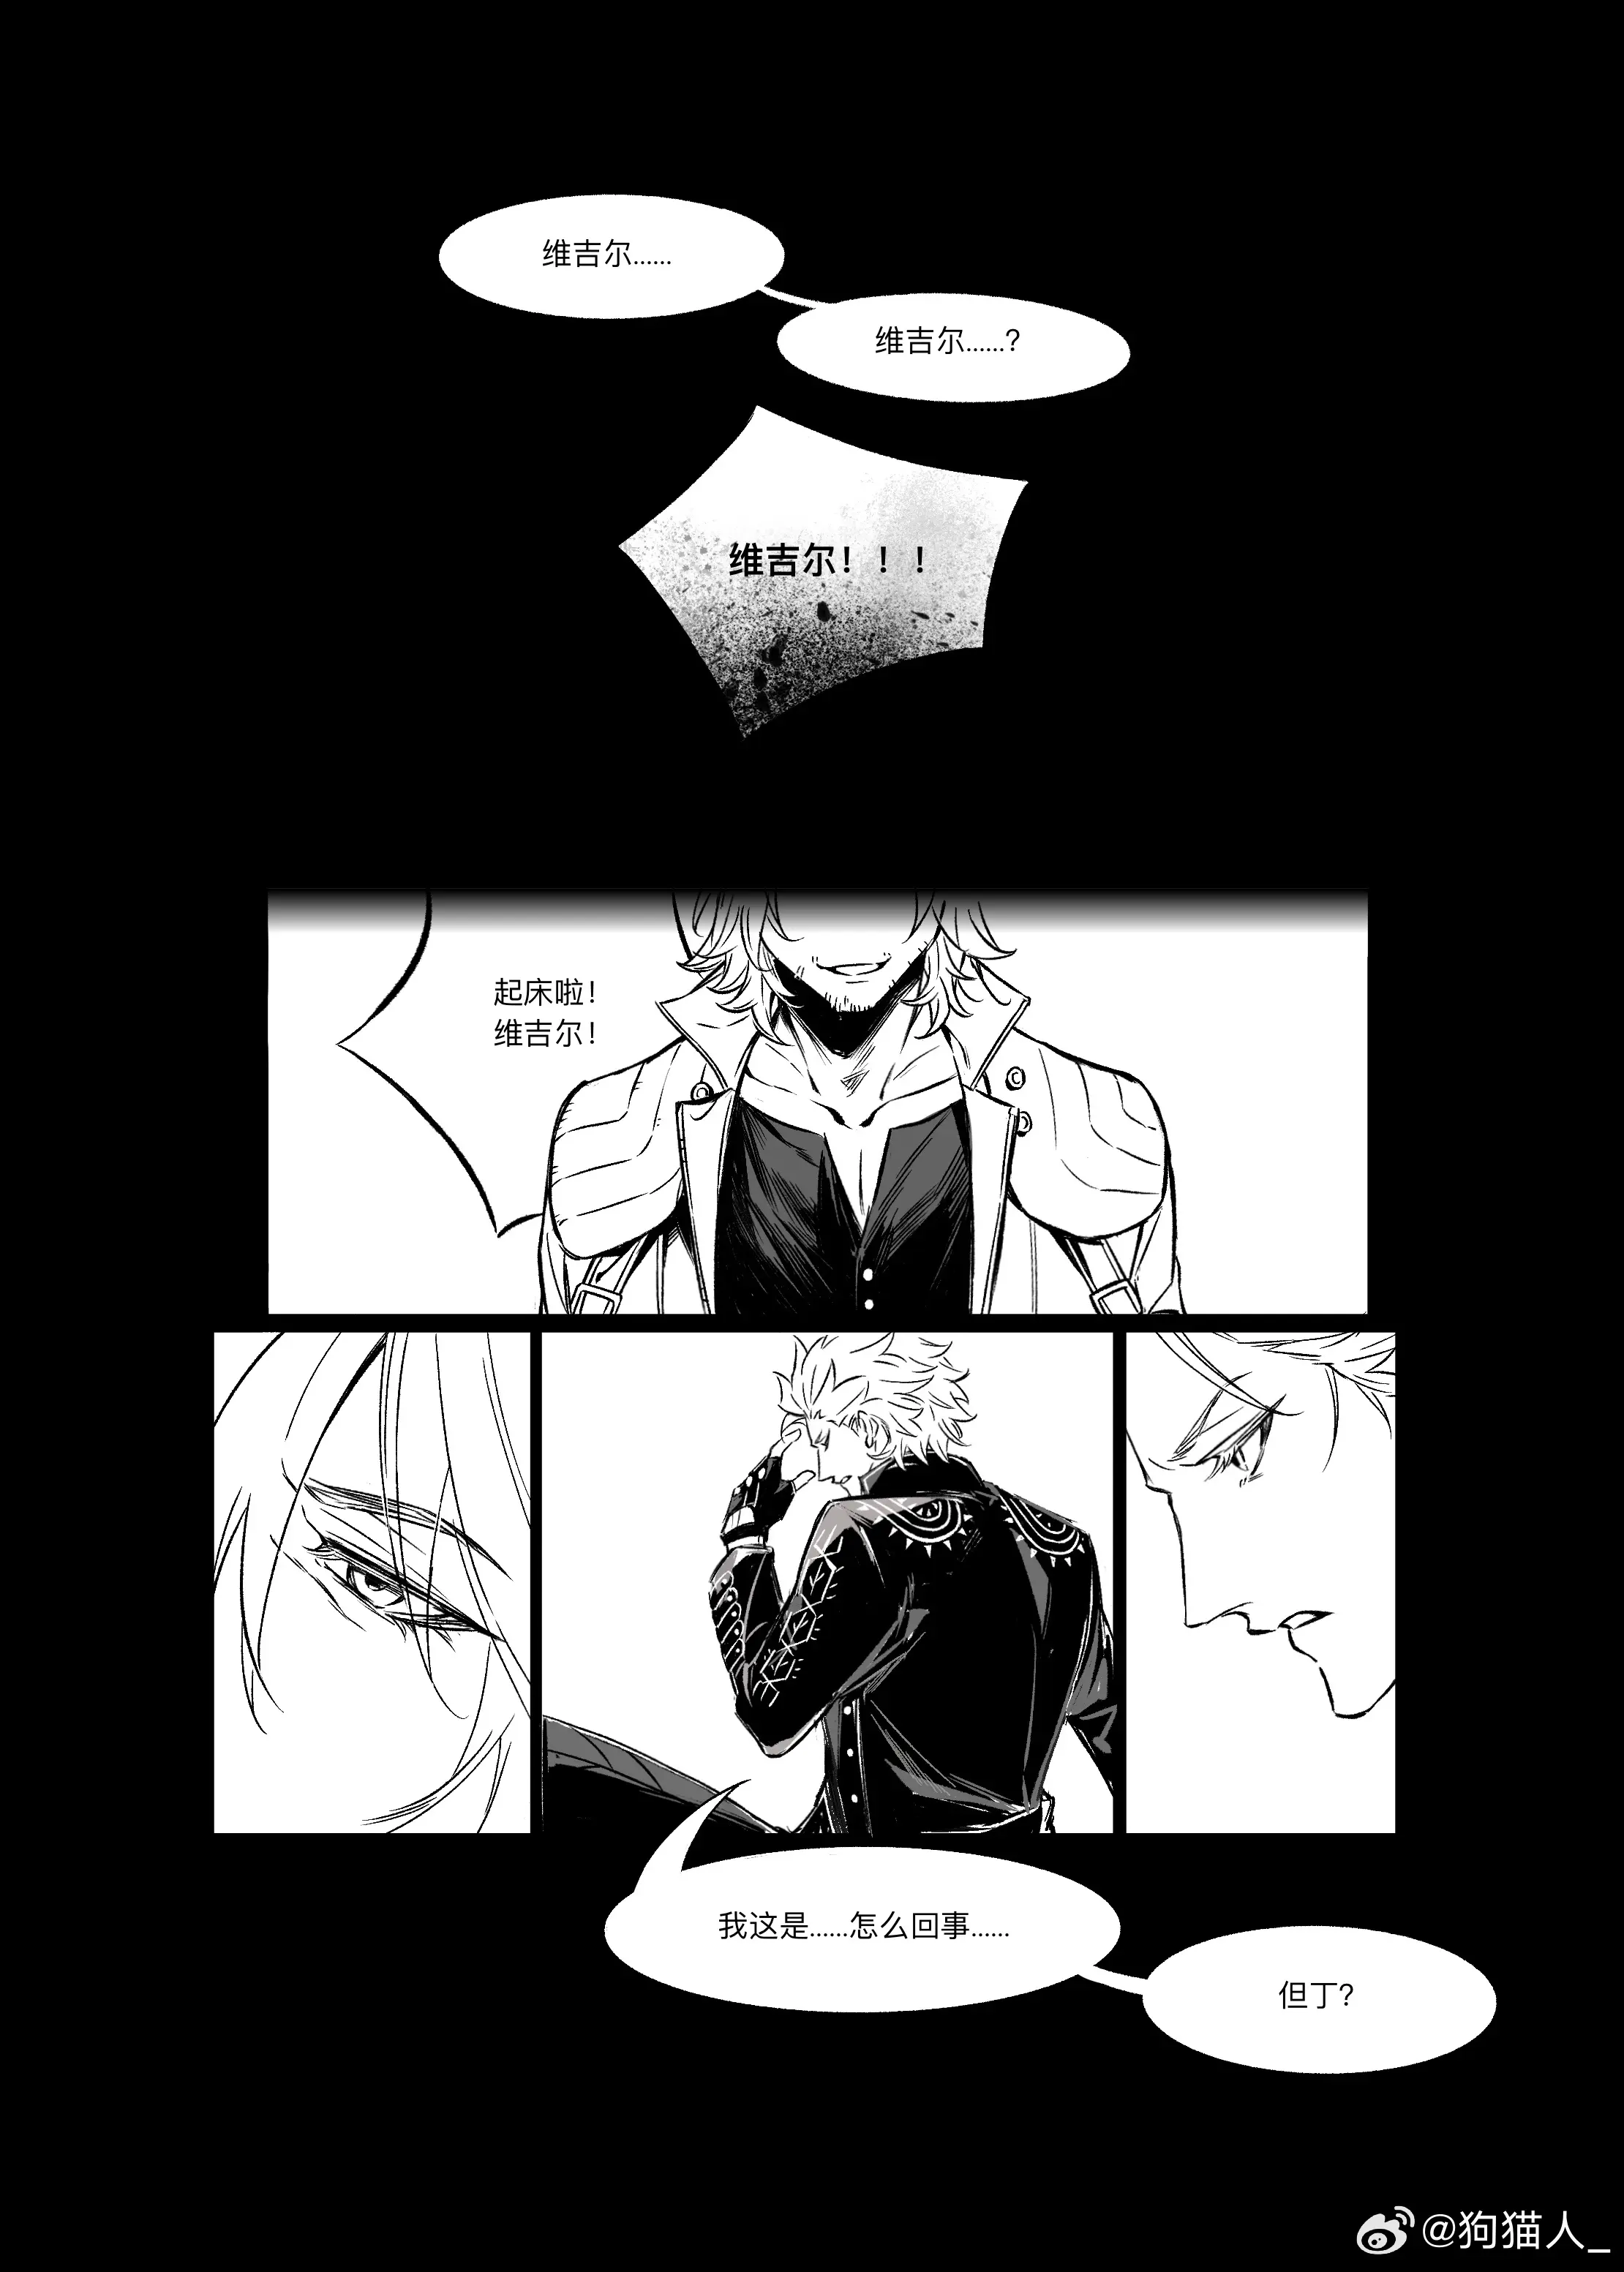 维吉尔……
维吉尔……？
维吉尔！！！
起床啦！
维吉尔！
我这是……怎么回事……
但丁？
@狗猫人_